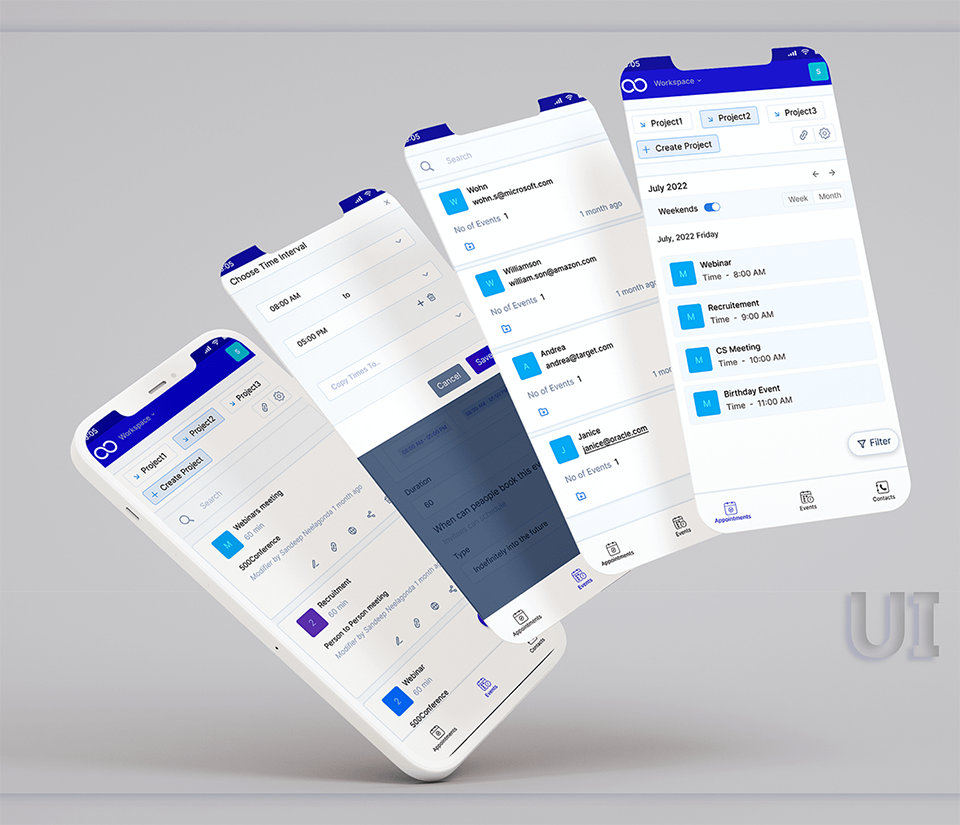 :05
Workspace
S
Project1
Project2
Project3
Create Project
Search
M
Webinars meeting
60 min
500Conference
Modifier by Sandeep Neelagonda 1 month ago
2
Recruitment
60 min
Person to Person meeting
Modifier by Sandeep Neelagonda 1 month ago
2
Webinar
60 min
500Conference
Appointments
Events
Contacts
:05
Choose Time Interval
x
08:00 AM
to
05:00 PM
Copy Times To..
Cancel
Save
Duration
60
When can peaople book this ev
Type
Indefinitely into the future
Appointments
Events
:05
Search
W
Wohn
wohn.s@microsoft.com
No of Events 1
1 month ago
W
Williamson
william.son@amazon.com
No of Events 1
1 month ago
A
Andrea
andrea@target.com
No of Events 1
1 mor
J
Janice
janice@oracle.com
No of Events 1
Appointments
Events
:05
Workspace
S
Project1
Project2
Project3
Create Project
July 2022
Weekends
Week
Month
July, 2022 Friday
M
Webinar
Time - 8:00 AM
M
Recruitement
Time - 9:00 AM
M
CS Meeting
Time - 10:00 AM
M
Birthday Event
Time - 11:00 AM
Filter
Appointments
Events
Contacts
UI